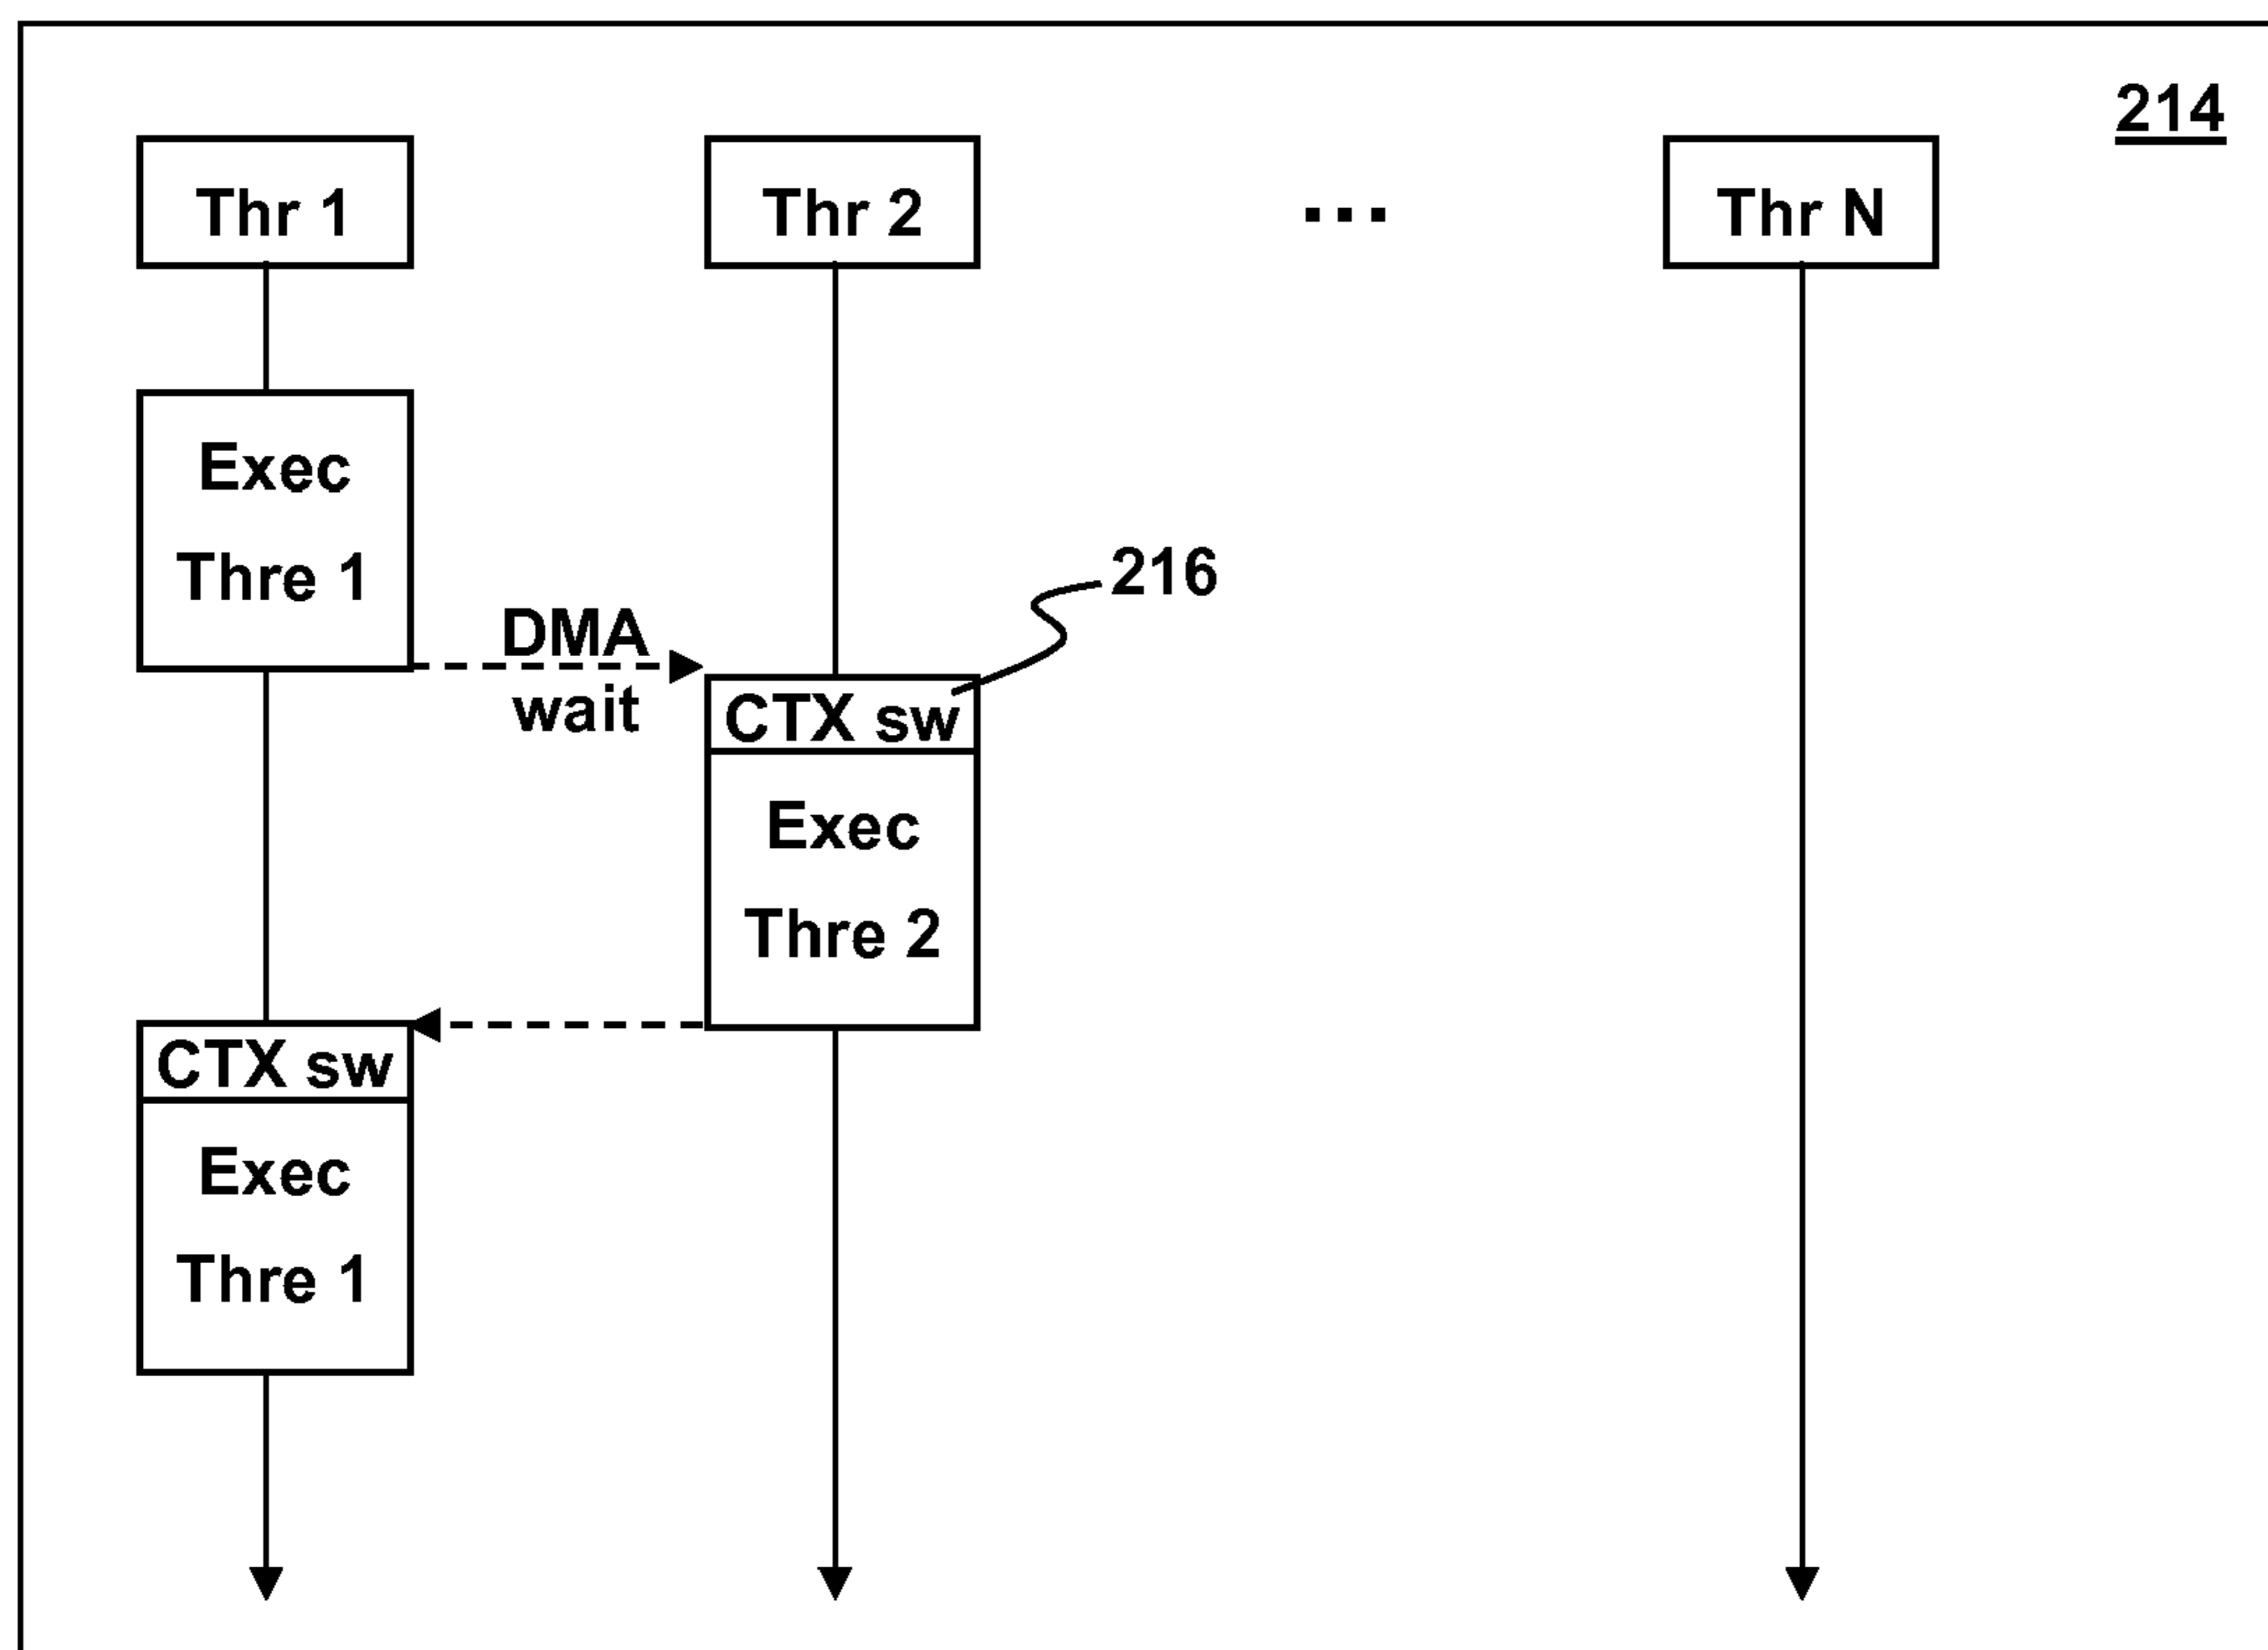 214
Thr 1
Thr 2
...
Thr N
Exec
Thre 1
216
DMA
wait
CTX sw
Exec
Thre 2
CTX sw
Exec
Thre 1